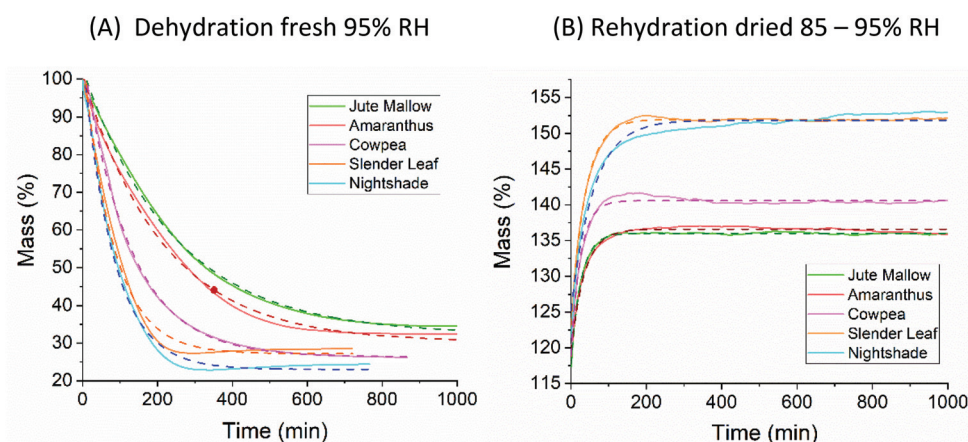 (A) Dehydration fresh 95% RH
100
90
80
70
60
50
40
30
20
Mass (%)
0
200
400
600
800
1000
Time (min)
Jute Mallow
Amaranthus
Cowpea
Slender Leaf
Nightshade
(B) Rehydration dried 85 – 95% RH
155
150
145
140
135
130
125
120
115
Mass (%)
0
200
400
600
800
1000
Time (min)
Jute Mallow
Amaranthus
Cowpea
Slender Leaf
Nightshade